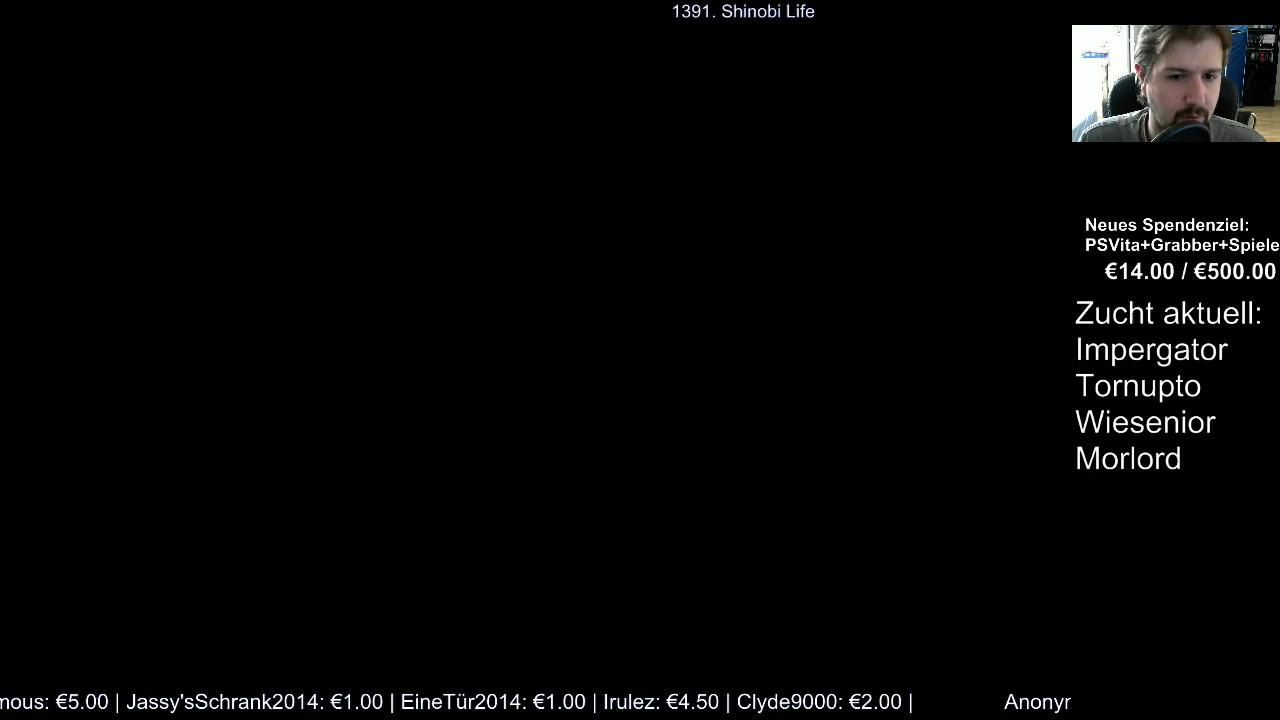 1391. Shinobi Life
Neues Spendenziel:
PSVita+Grabber+Spiele
€14.00 / €500.00
Zucht aktuell:
Impergator
Tornupto
Wiesenior
Morlord
mous: €5.00 | Jassy'sSchrank2014: €1.00 | EineTür2014: €1.00 | Irulez: €4.50 | Clyde9000: €2.00 | Anonyr